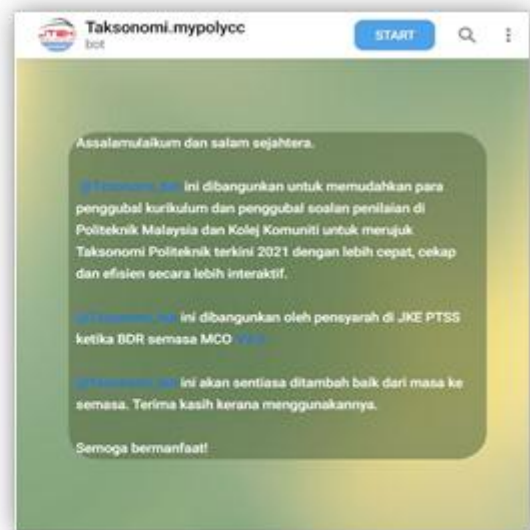 Taksonomi.mypolycc
bot
START
Assalamulaikum dan salam sejahtera.
ini dibangunkan untuk memudahkan para
penggubal kurikulum dan penggubal soalan penilaian di
Politeknik Malaysia dan Kolej Komuniti untuk merujuk
Taksonomi Politeknik terkini 2021 dengan lebih cepat, cekap
dan efisien secara lebih interaktif.
ini dibangunkan oleh pensyarah di JKE PTSS
ketika BDR semasa MCO
ini akan sentiasa ditambah baik dari masa ke
semasa. Terima kasih kerana menggunakannya.
Semoga bermanfaat!